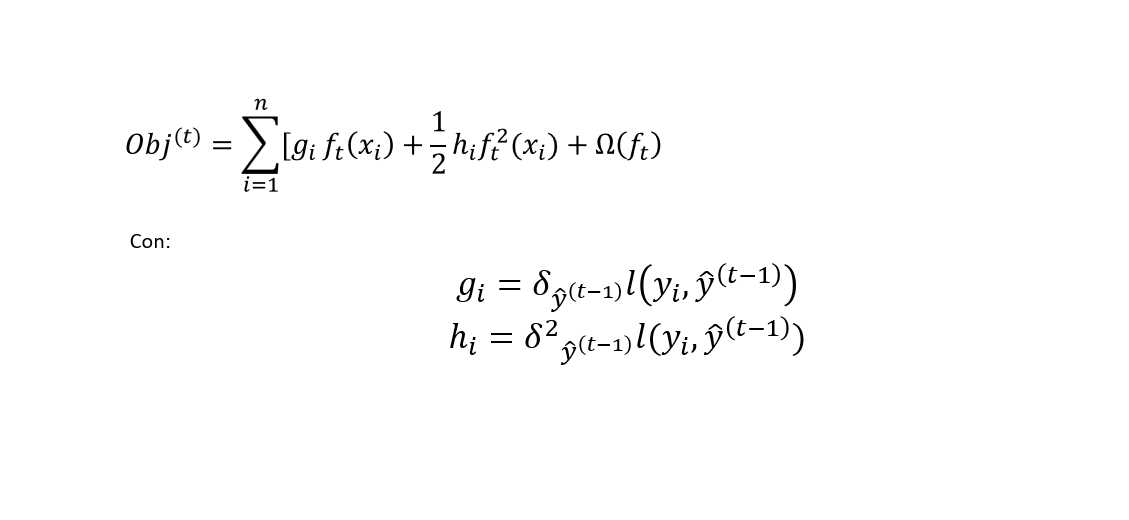 $Obj^{(t)} = \sum_{i=1}^{n} [g_i f_t(x_i) + \frac{1}{2} h_i f_t^2(x_i) + \Omega(f_t)$
Con:
$g_i = \delta_{\hat{y}^{(t-1)}} l(y_i, \hat{y}^{(t-1)})$
$h_i = {\delta^2}_{\hat{y}^{(t-1)}} l(y_i, \hat{y}^{(t-1)})$